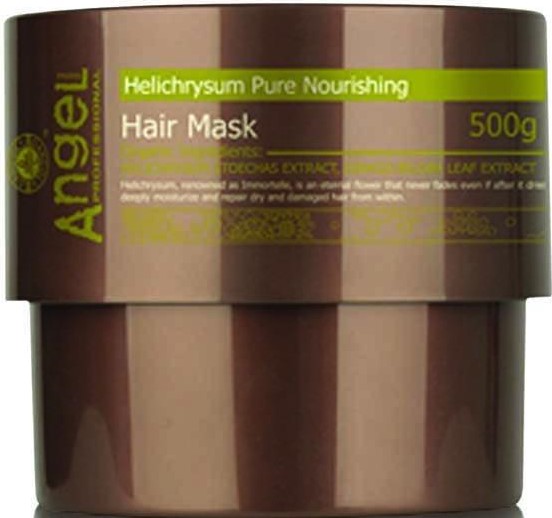 Angel
PROFESSIONAL
Helichrysum Pure Nourishing
Hair Mask 500g
Organic Ingredients:
STOECHAS EXTRACT, LEAF EXTRACT
Helichrysum, renowned as Immortelle, is an eternal flower that never fades even if after it dried
deeply moisturize and repair dry and damaged hair from within.